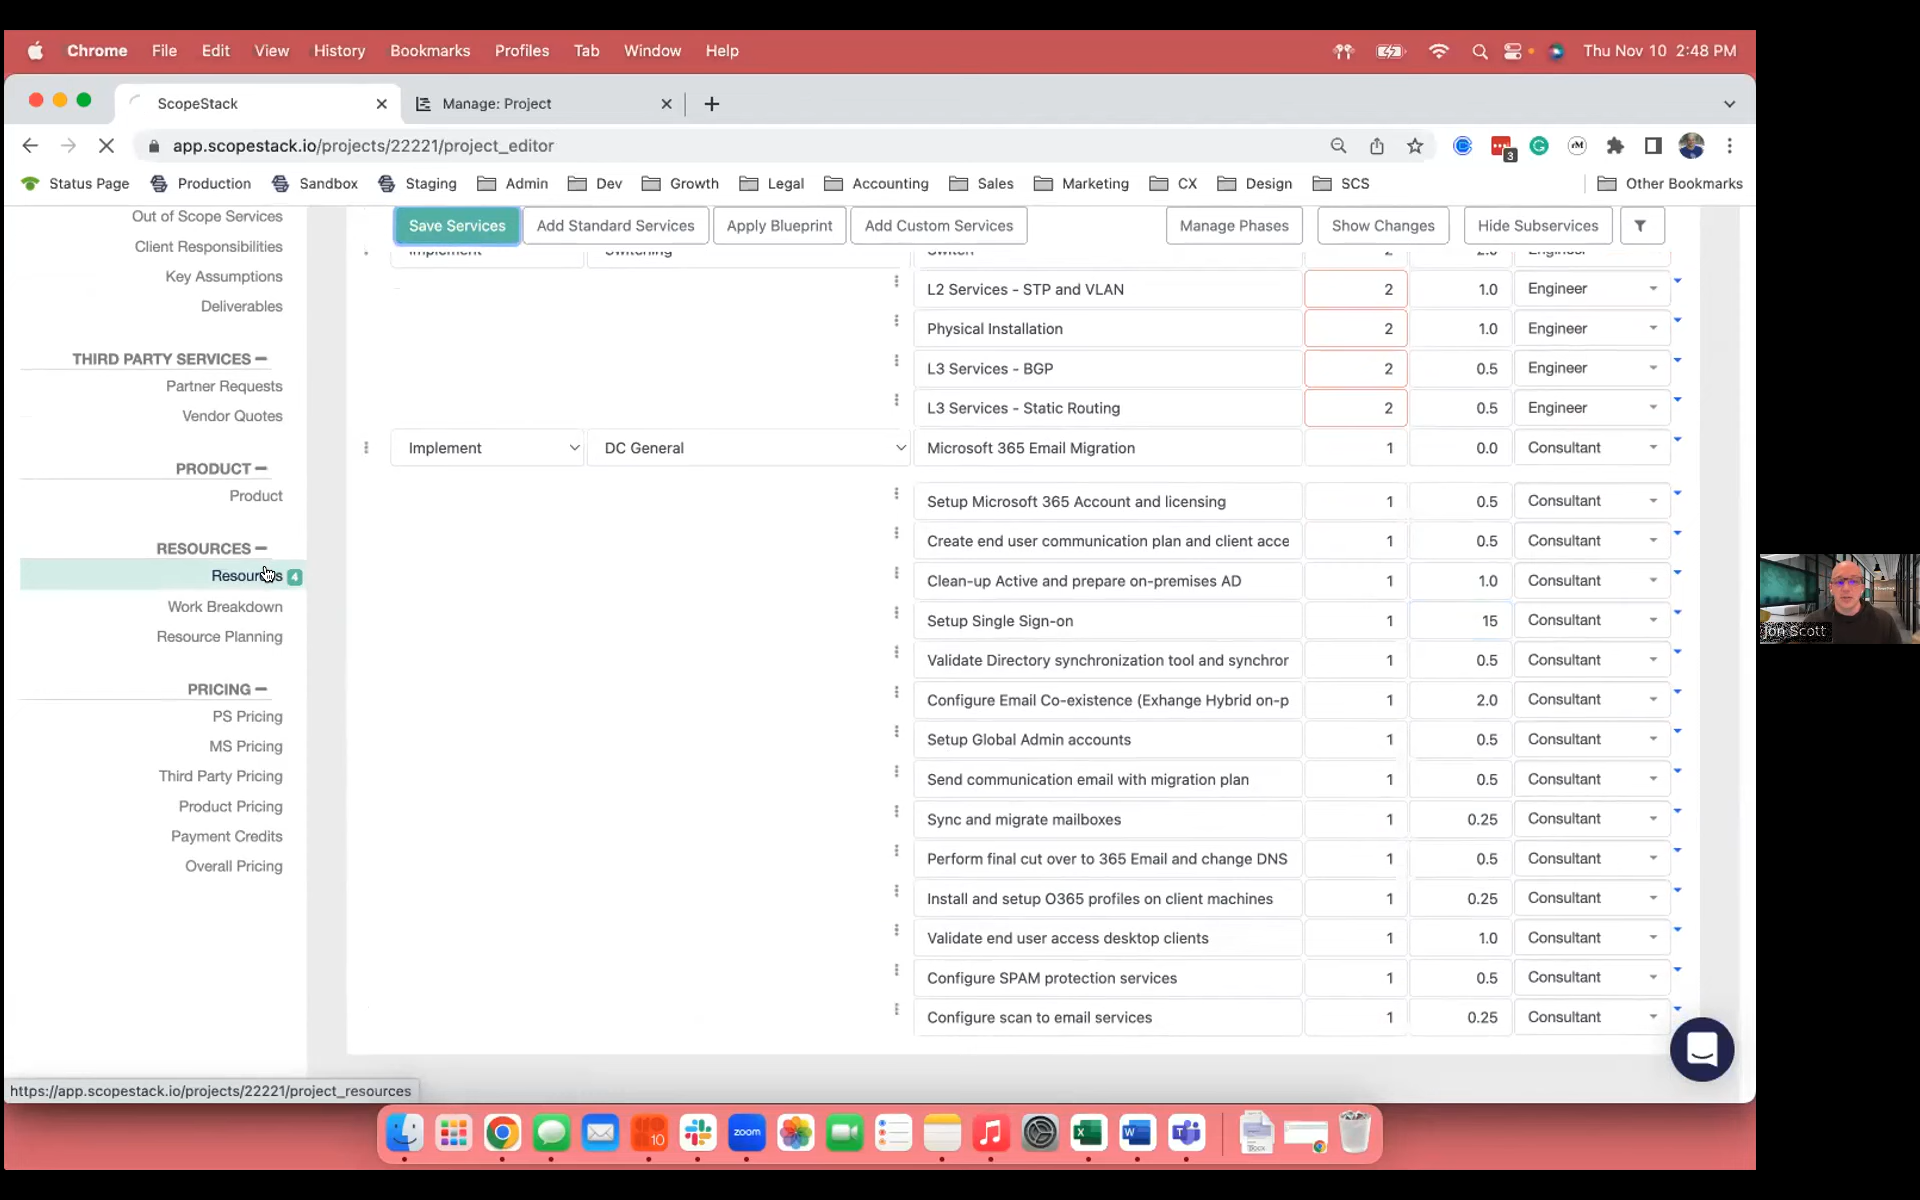 Chrome File Edit View History Bookmarks Profiles Tab Window Help Thu Nov 10 2:48 PM
ScopeStack Manage: Project
app.scopestack.io/projects/22221/project_editor 3
Status Page Production Sandbox Staging Admin Dev Growth Legal Accounting Sales Marketing CX Design SCS Other Bookmarks
Out of Scope Services
Client Responsibilities
Key Assumptions
Deliverables
THIRD PARTY SERVICES
Partner Requests
Vendor Quotes
PRODUCT
Product
RESOURCES
Resources 4
Work Breakdown
Resource Planning
PRICING
PS Pricing
MS Pricing
Third Party Pricing
Product Pricing
Payment Credits
Overall Pricing
Save Services Add Standard Services Apply Blueprint Add Custom Services Manage Phases Show Changes Hide Subservices
Implement Switching Switch 2 2.0 Engineer
L2 Services - STP and VLAN 2 1.0 Engineer
Physical Installation 2 1.0 Engineer
L3 Services - BGP 2 0.5 Engineer
L3 Services - Static Routing 2 0.5 Engineer
Implement DC General Microsoft 365 Email Migration 1 0.0 Consultant
Setup Microsoft 365 Account and licensing 1 0.5 Consultant
Create end user communication plan and client acce 1 0.5 Consultant
Clean-up Active and prepare on-premises AD 1 1.0 Consultant
Setup Single Sign-on 1 15 Consultant
Validate Directory synchronization tool and synchror 1 0.5 Consultant
Configure Email Co-existence (Exhange Hybrid on-p 1 2.0 Consultant
Setup Global Admin accounts 1 0.5 Consultant
Send communication email with migration plan 1 0.5 Consultant
Sync and migrate mailboxes 1 0.25 Consultant
Perform final cut over to 365 Email and change DNS 1 0.5 Consultant
Install and setup O365 profiles on client machines 1 0.25 Consultant
Validate end user access desktop clients 1 1.0 Consultant
Configure SPAM protection services 1 0.5 Consultant
Configure scan to email services 1 0.25 Consultant
https://app.scopestack.io/projects/22221/project_resources
10 zoom
Jon Scott